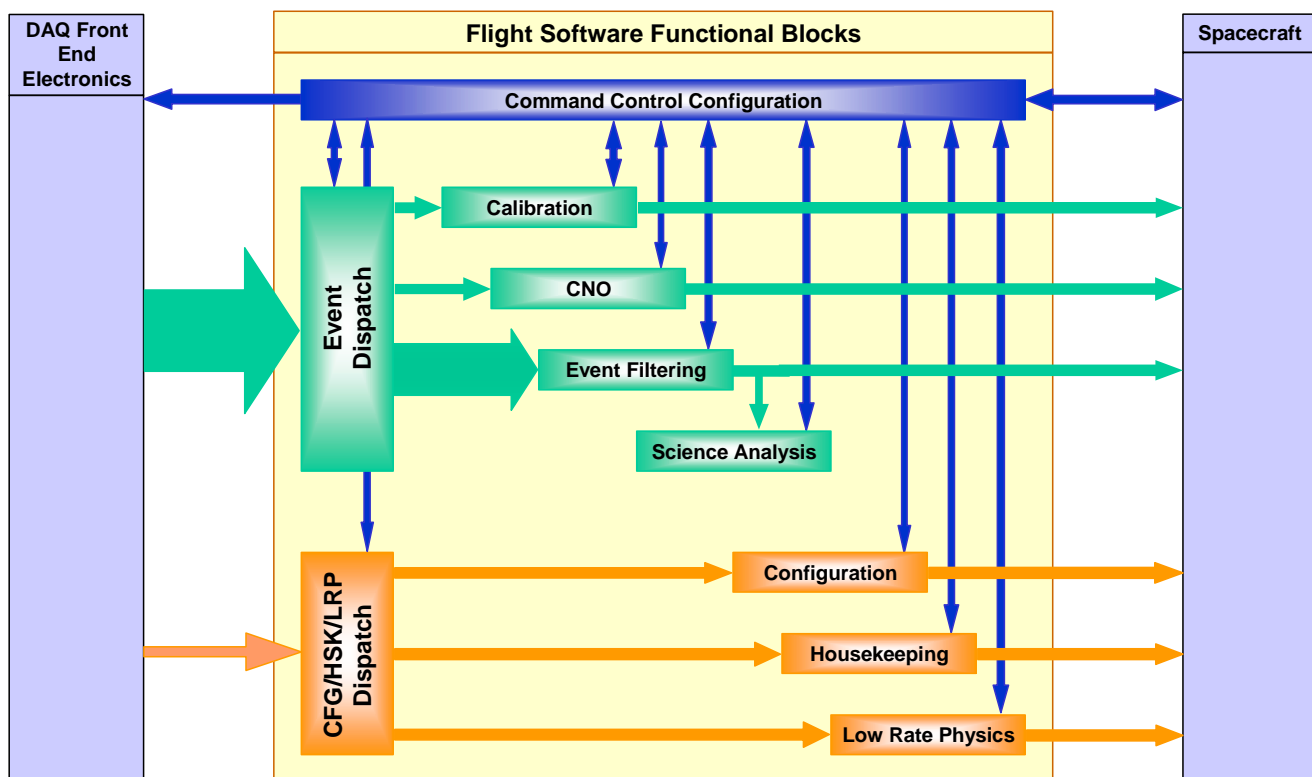 DAQ Front
End
Electronics
Flight Software Functional Blocks
Spacecraft
Command Control Configuration
Event
Dispatch
Calibration
CNO
Event Filtering
Science Analysis
CFG/HSK/LRP
Dispatch
Configuration
Housekeeping
Low Rate Physics